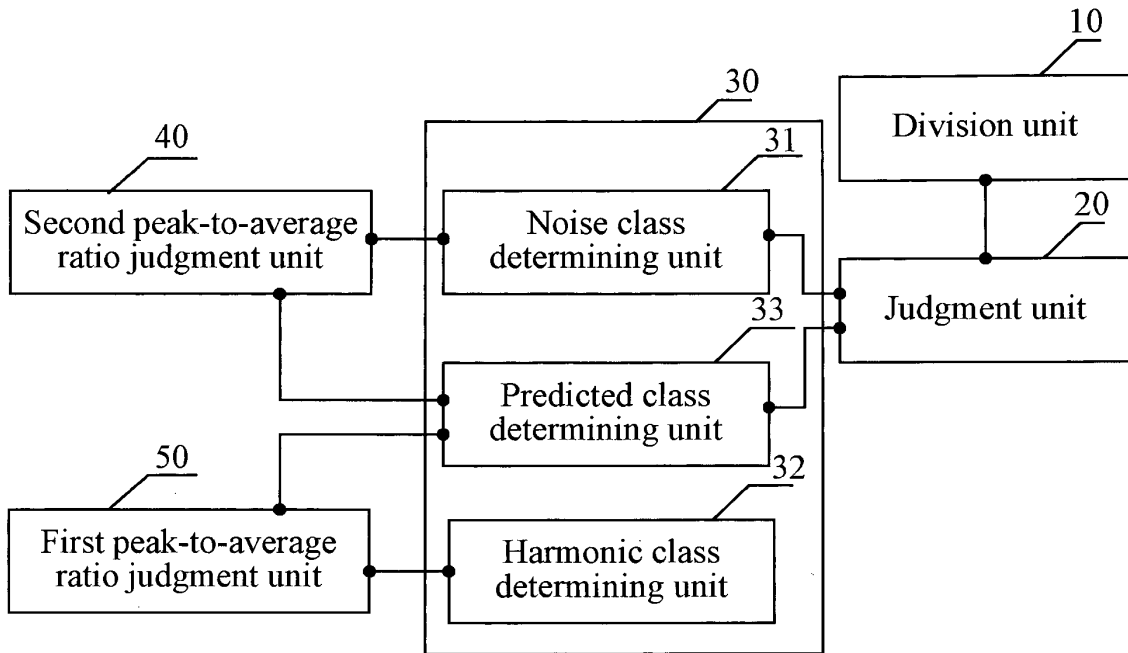 10
Division unit
30
40
31
Second peak-to-average
ratio judgment unit
Noise class
determining unit
20
Judgment unit
33
Predicted class
determining unit
50
32
First peak-to-average
ratio judgment unit
Harmonic class
determining unit